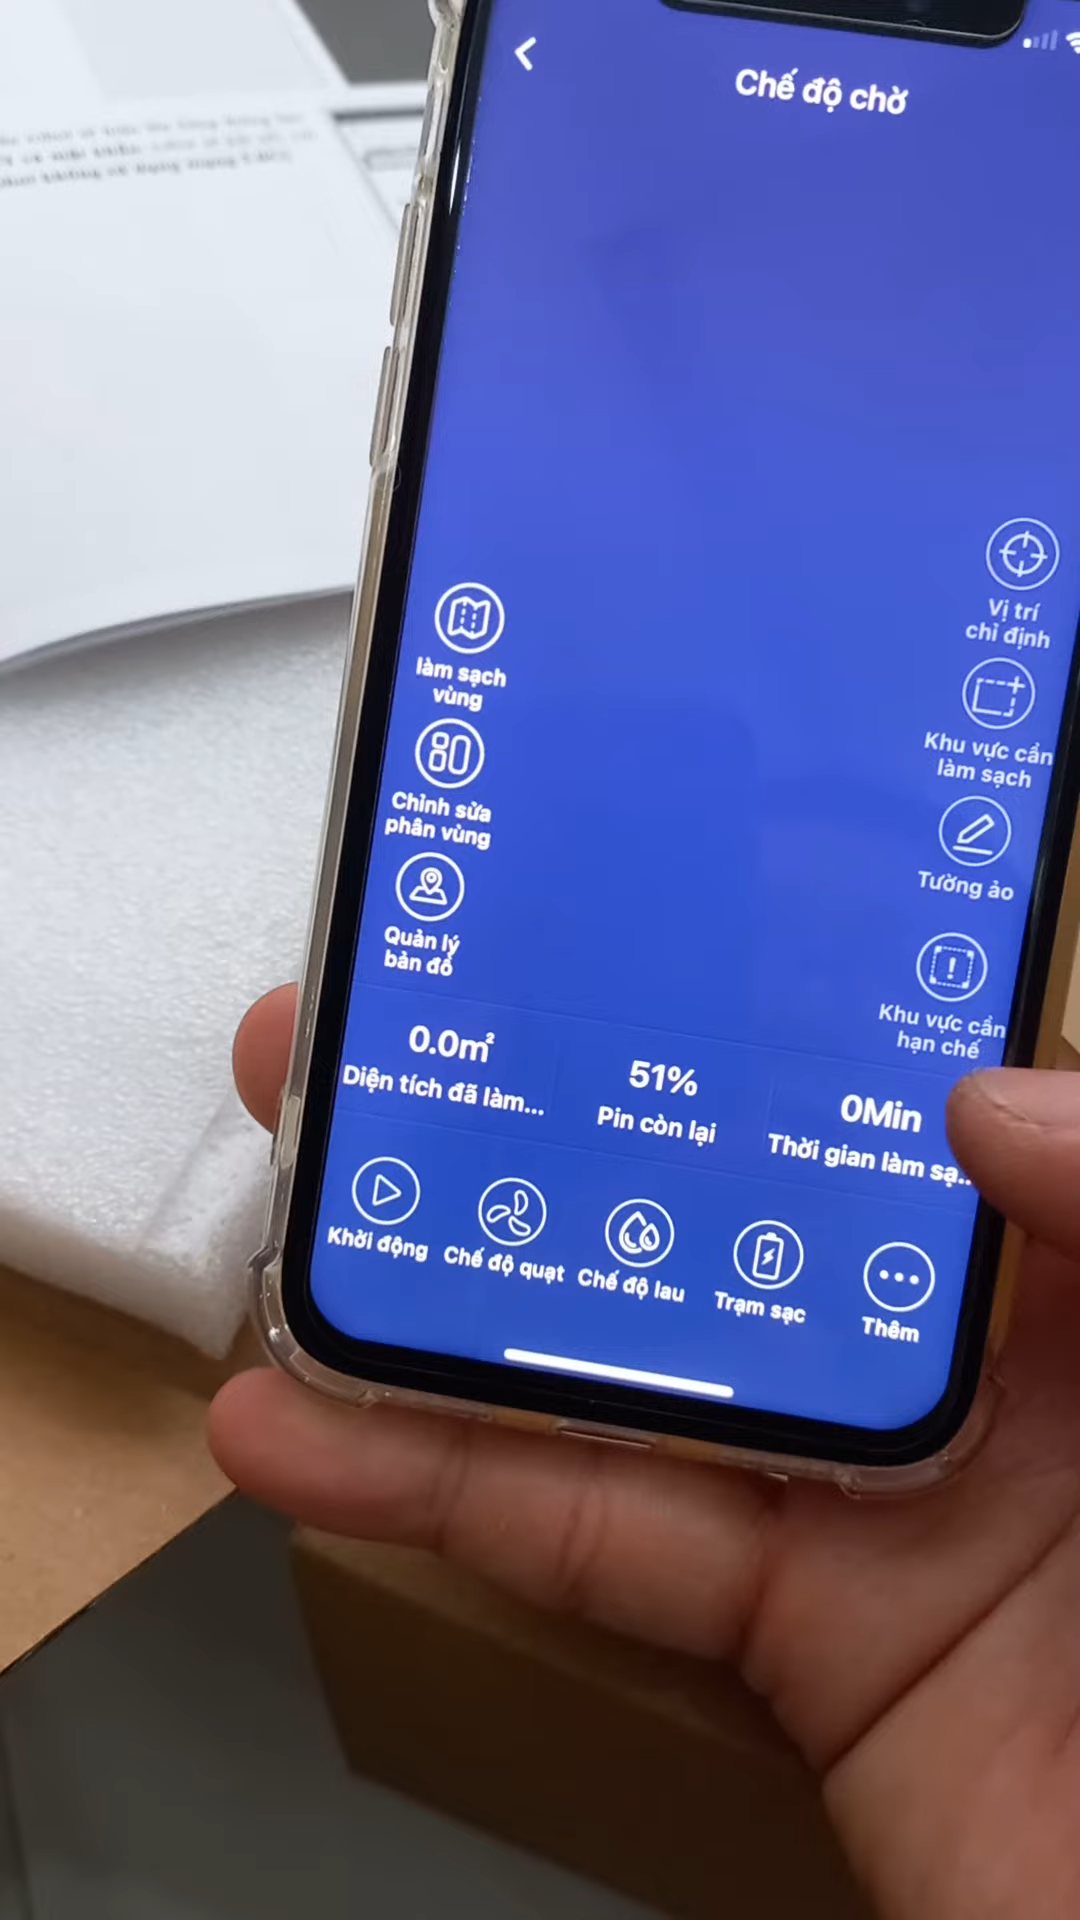 Chế độ chờ
Vị trí
chỉ định
làm sạch
vùng
Khu vực cần
làm sạch
Chỉnh sửa
phân vùng
Tường ảo
Quản lý
bản đồ
Khu vực cần
hạn chế
0.0m²
Diện tích đã làm...
51%
Pin còn lại
0Min
Thời gian làm sạ..
Khởi động
Chế độ quạt
Chế độ lau
Trạm sạc
Thêm